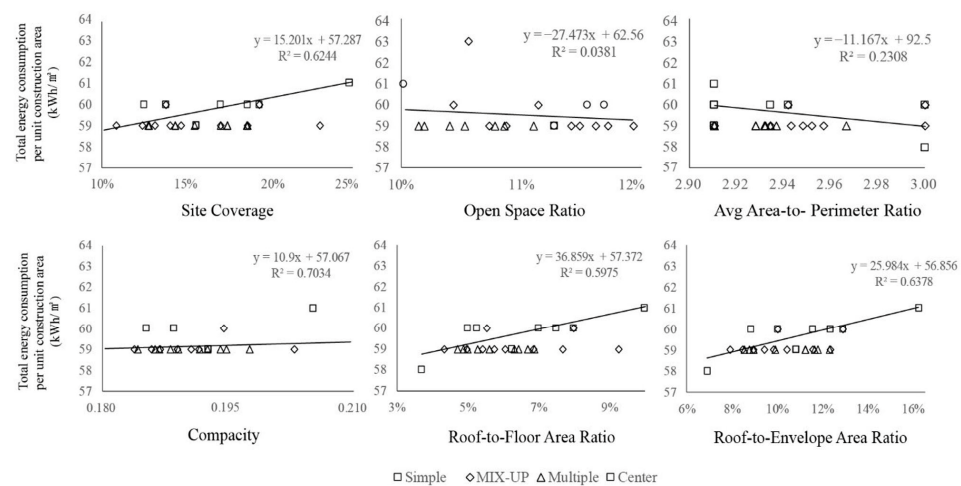 Total energy consumption
per unit construction area
(kWh/㎡)
64
63
62
61
60
59
58
57
y = 15.201x + 57.287
R² = 0.6244
10%
15%
20%
25%
Site Coverage
64
63
62
61
60
59
58
57
y = −27.473x + 62.56
R² = 0.0381
10%
11%
12%
Open Space Ratio
64
63
62
61
60
59
58
57
y = −11.167x + 92.5
R² = 0.2308
2.90
2.92
2.94
2.96
2.98
3.00
Avg Area-to- Perimeter Ratio
Total energy consumption
per unit construction area
(kWh/㎡)
64
63
62
61
60
59
58
57
y = 10.9x + 57.067
R² = 0.7034
0.180
0.195
0.210
Compacity
64
63
62
61
60
59
58
57
y = 36.859x + 57.372
R² = 0.5975
3%
5%
7%
9%
Roof-to-Floor Area Ratio
64
63
62
61
60
59
58
57
y = 25.984x + 56.856
R² = 0.6378
6%
8%
10%
12%
14%
16%
Roof-to-Envelope Area Ratio
Simple MIX-UP Multiple Center